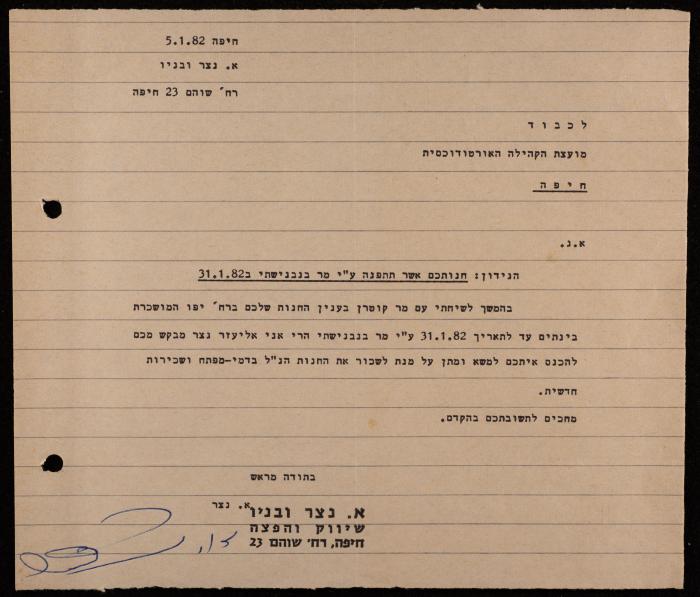 חיפה 5.1.82
א. נצר ובניו
רח׳ שוהם 23 חיפה
לכבוד
מועצת הקהילה האורטודוכסית
חיפה
א.נ.
הנידון: חנותכם אשר תתפנה ע"י מר בנבנישתי ב31.1.82
בהמשך לשיחתי עם מר קוטרן בענין החנות שלכם ברח׳ יפו המושכרת
בינתים עד לתאריך 31.1.82 ע"י מר בנבנישתי הרי אני אליעזר נצר מבקש מכם
להכנס איתכם למשא ומתן על מנת לשכור את החנות הנ"ל בדמי-מפתח ושכירות
חדשית.
מחכים לתשובתכם בהקדם.
בתודה מראש
א. נצר
א. נצר ובניו
שיווק והפצה
חיפה, רח׳ שוהם 23